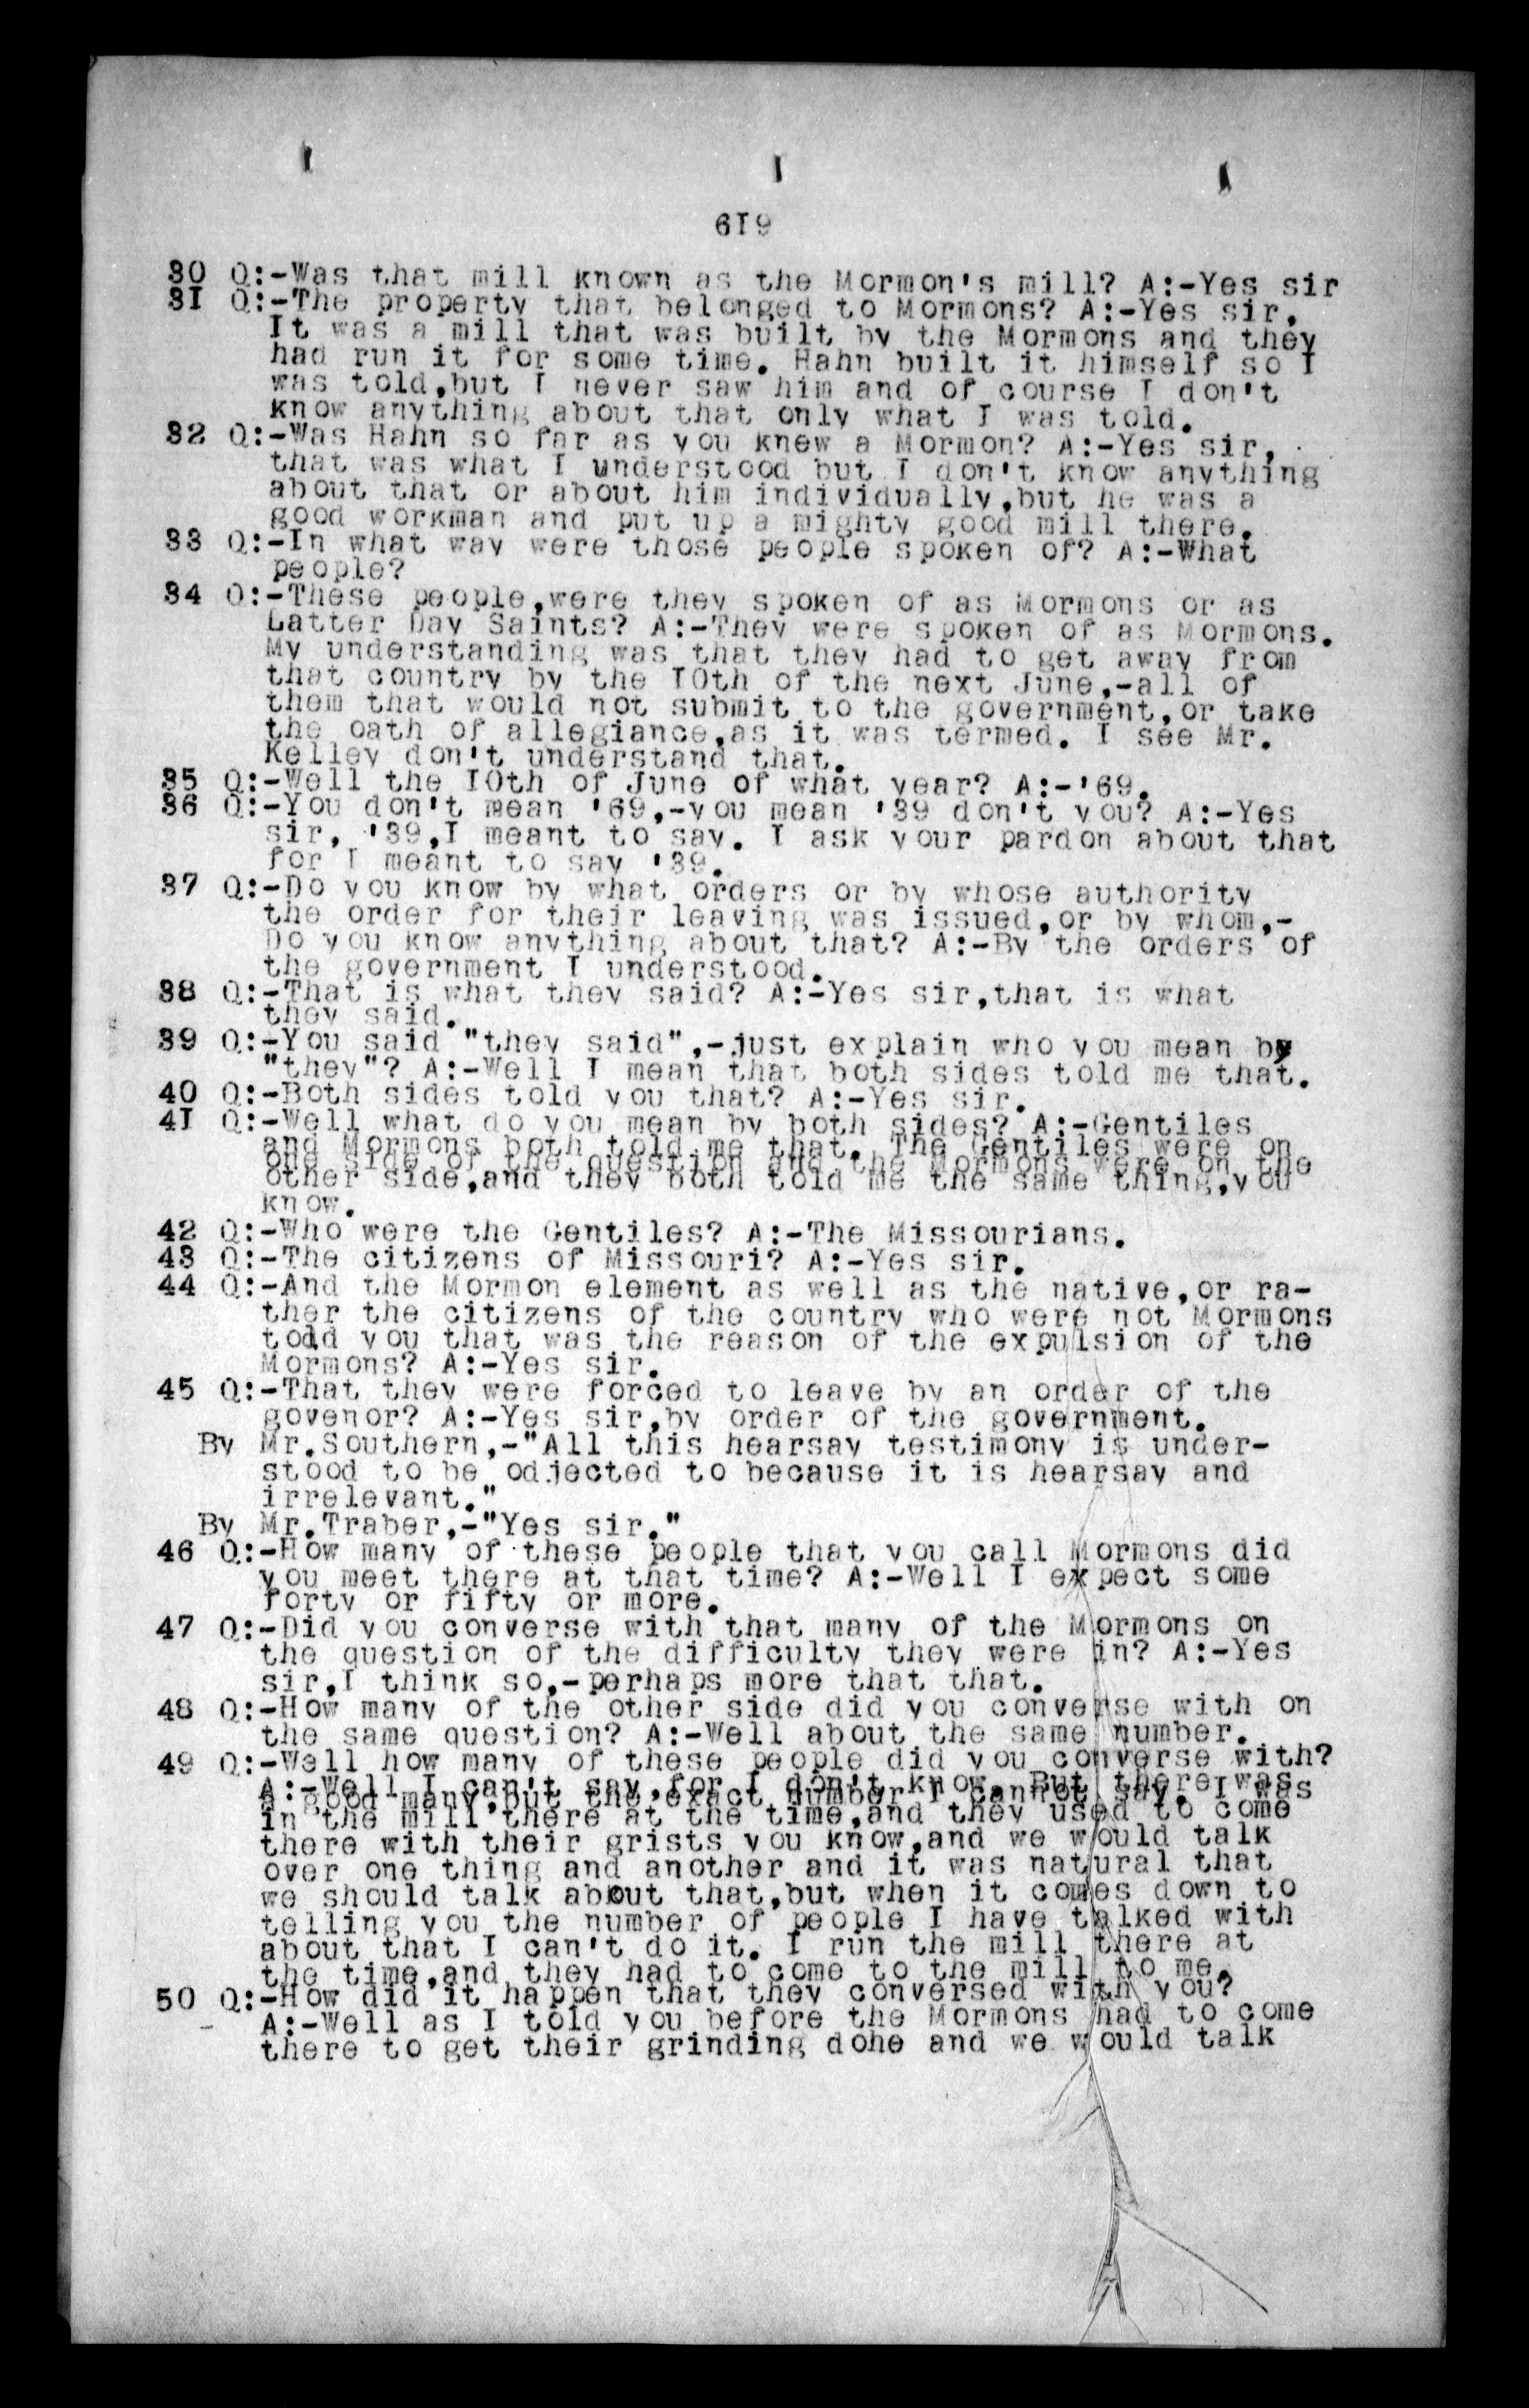 619
30 Q:-Was that mill known as the Mormon's mill? A:-Yes sir
31 Q:-The property that belonged to Mormons? A:-Yes sir,
It was a mill that was built by the Mormons and they
had run it for some time. Hahn built it himself so I
was told,but I never saw him and of course I don't
know anything about that only what I was told.
32 Q:-Was Hahn so far as you knew a Mormon? A:-Yes sir,
that was what I understood but I don't know anything
about that or about him individually,but he was a
good workman and put up a mighty good mill there.
33 Q:-In what way were those people spoken of? A:-What
people?
34 Q:-These people,were they spoken of as Mormons or as
Latter Day Saints? A:-They were spoken of as Mormons.
My understanding was that they had to get away from
that country by the 10th of the next June,-all of
them that would not submit to the government,or take
the oath of allegiance,as it was termed. I see Mr.
Kelley don't understand that.
35 Q:-Well the 10th of June of what year? A:-'69.
36 Q:-You don't mean '69,-you mean '39 don't you? A:-Yes
sir, '39,I meant to say. I ask your pardon about that
for I meant to say '39.
37 Q:-Do you know by what orders or by whose authority
the order for their leaving was issued,or by whom,-
Do you know anything about that? A:-By the orders of
the government I understood.
38 Q:-That is what they said? A:-Yes sir,that is what
they said.
39 Q:-You said "they said",-just explain who you mean by
"they"? A:-Well I mean that both sides told me that.
40 Q:-Both sides told you that? A:-Yes sir.
41 Q:-Well what do you mean by both sides? A:-Gentiles
and Mormons both told me that. The Gentiles were on
one side of the question and the Mormons were on the
other side,and they both told me the same thing,you
know.
42 Q:-Who were the Gentiles? A:-The Missourians.
43 Q:-The citizens of Missouri? A:-Yes sir.
44 Q:-And the Mormon element as well as the native,or ra-
ther the citizens of the country who were not Mormons
told you that was the reason of the expulsion of the
Mormons? A:-Yes sir.
45 Q:-That they were forced to leave by an order of the
govenor? A:-Yes sir,by order of the government.
By Mr.Southern,-"All this hearsay testimony is under-
stood to be odjected to because it is hearsay and
irrelevant."
By Mr.Traber,-"Yes sir."
46 Q:-How many of these people that you call Mormons did
you meet there at that time? A:-Well I expect some
forty or fifty or more.
47 Q:-Did you converse with that many of the Mormons on
the question of the difficulty they were in? A:-Yes
sir,I think so,-perhaps more that that.
48 Q:-How many of the other side did you converse with on
the same question? A:-Well about the same number.
49 Q:-Well how many of these people did you converse with?
A:-Well I can't say,for I don't know. But there was
a good many,but the exact number I cannot say. I was
in the mill there at the time,and they used to come
there with their grists you know,and we would talk
over one thing and another and it was natural that
we should talk about that,but when it comes down to
telling you the number of people I have talked with
about that I can't do it. I run the mill there at
the time,and they had to come to the mill to me.
50 Q:-How did it happen that they conversed with you?
A:-Well as I told you before the Mormons had to come
there to get their grinding dohe and we would talk